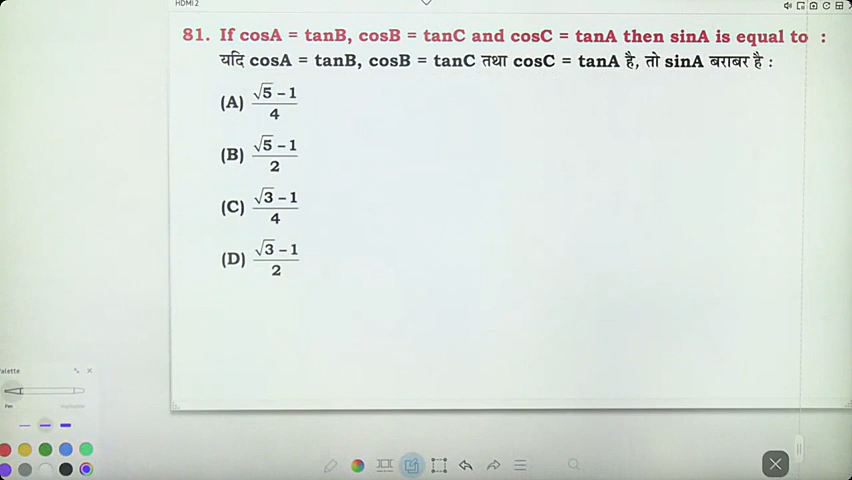 HDMI 2
81. If cosA = tanB, cosB = tanC and cosC = tanA then sinA is equal to :
यदि cosA = tanB, cosB = tanC तथा cosC = tanA है, तो sinA बराबर है :
(A) (√5 – 1)/4
(B) (√5 – 1)/2
(C) (√3 – 1)/4
(D) (√3 – 1)/2
alette
Pen
Highlighter